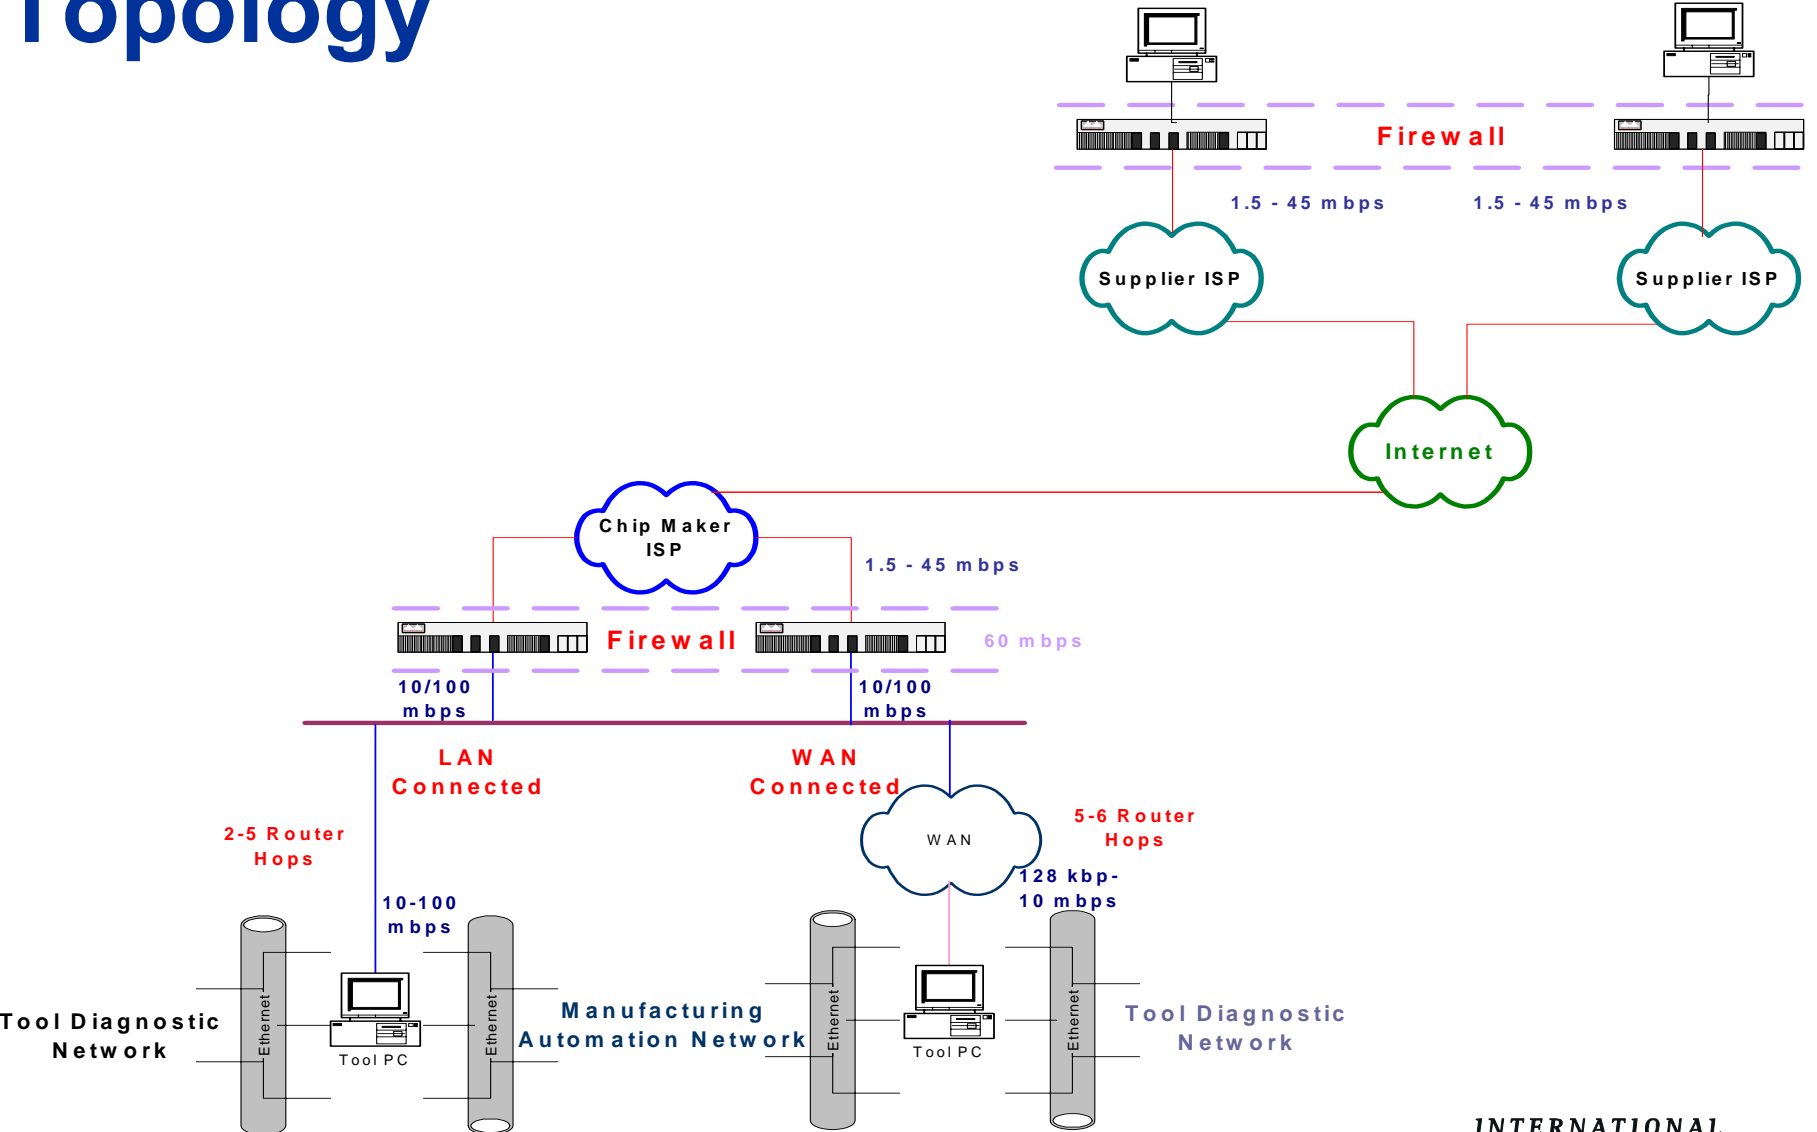 Topology
Firewall
1.5 - 45 mbps
1.5 - 45 mbps
Supplier ISP
Supplier ISP
Internet
Chip Maker
ISP
1.5 - 45 mbps
Firewall
60 mbps
10/100
mbps
10/100
mbps
LAN
Connected
WAN
Connected
2-5 Router
Hops
WAN
5-6 Router
Hops
128 kbp-
10 mbps
10-100
mbps
Ethernet
Ethernet
Ethernet
Ethernet
Tool Diagnostic
Network
Tool PC
Manufacturing
Automation Network
Tool PC
Tool Diagnostic
Network
INTERNATIONAL